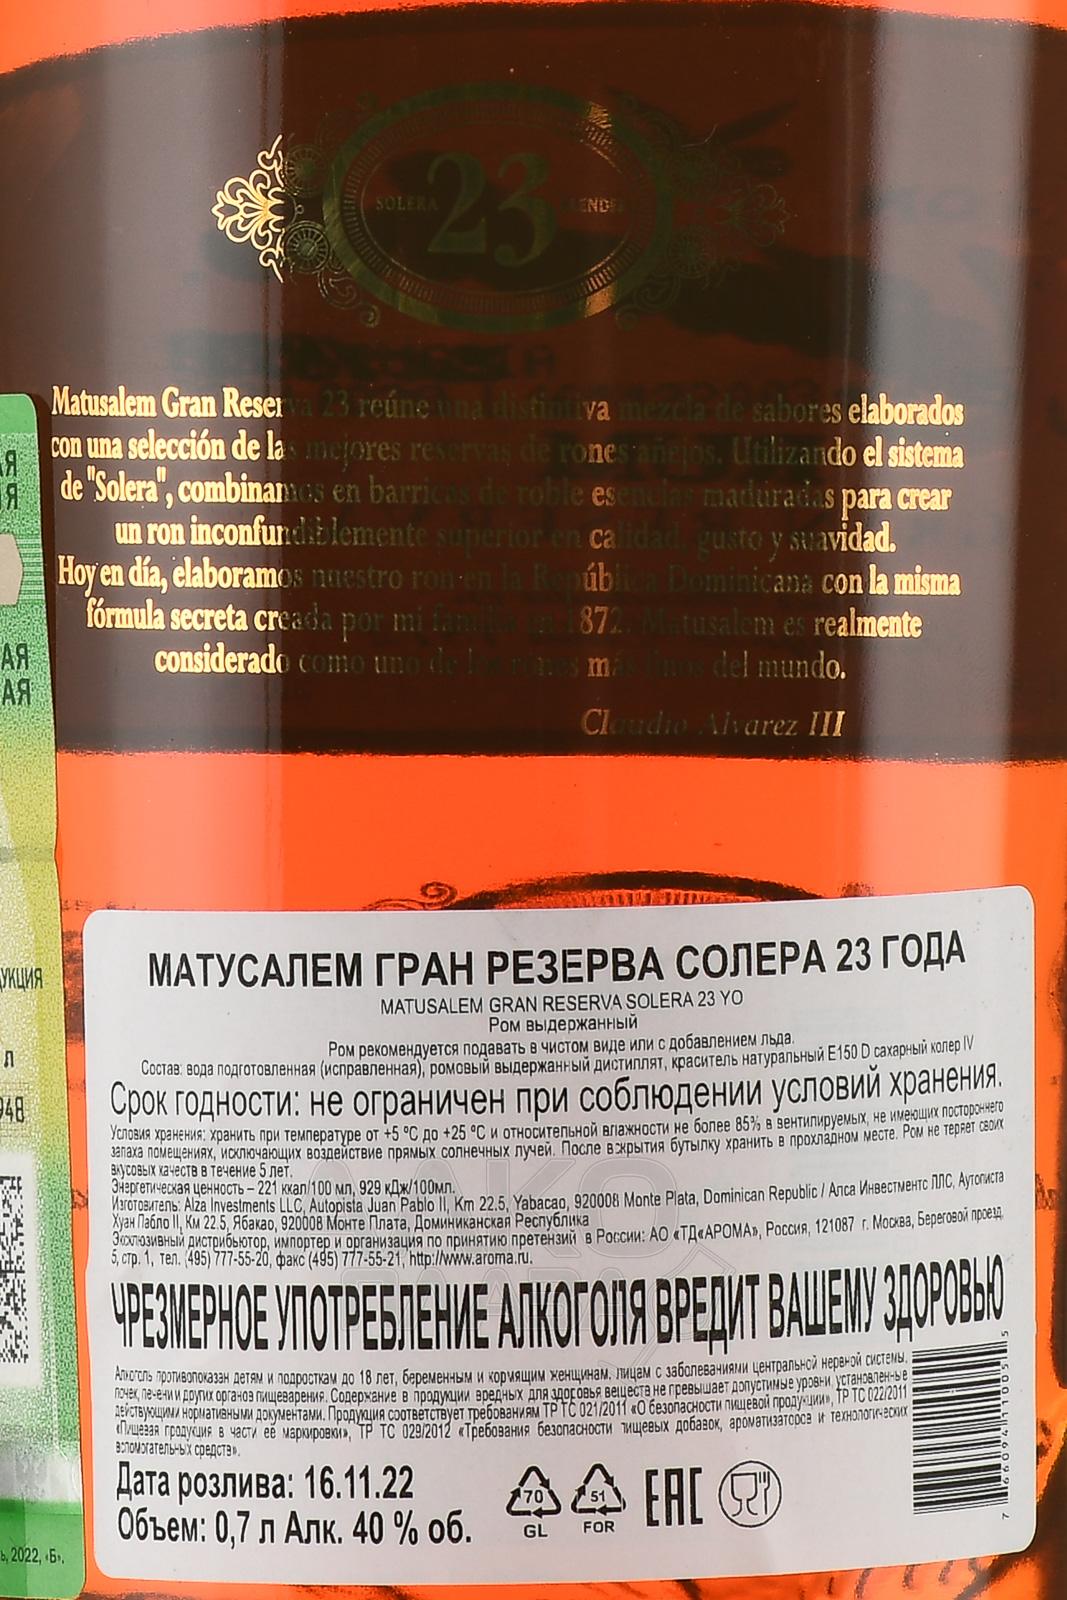 SOLERA 23 BLENDER
Matusalem Gran Reserva 23 reúne una distintiva mezcla de sabores elaborados
con una selección de las mejores reservas de rones añejos. Utilizando el sistema
de "Solera", combinamos en barricas de roble esencias maduradas para crear
un ron inconfundiblemente superior en calidad, gusto y suavidad.
Hoy en día, elaboramos nuestro ron en la República Dominicana con la misma
fórmula secreta creada por mi familia en 1872. Matusalem es realmente
considerado como uno de los rones más finos del mundo.
Claudio Alvarez III
МАТУСАЛЕМ ГРАН РЕЗЕРВА СОЛЕРА 23 ГОДА
MATUSALEM GRAN RESERVA SOLERA 23 YO
Ром выдержанный
Ром рекомендуется подавать в чистом виде или с добавлением льда.
Состав: вода подготовленная (исправленная), ромовый выдержанный дистиллят, краситель натуральный Е150 D сахарный колер IV
Срок годности: не ограничен при соблюдении условий хранения.
Условия хранения: хранить при температуре от +5 ºС до +25 ºС и относительной влажности не более 85% в вентилируемых, не имеющих постороннего
запаха помещениях, исключающих воздействие прямых солнечных лучей. После вскрытия бутылку хранить в прохладном месте. Ром не теряет своих
вкусовых качеств в течение 5 лет.
Энергетическая ценность – 221 ккал/100 мл, 929 кДж/100мл.
Изготовитель: Alza Investments LLC, Autopista Juan Pablo II, Km 22.5, Yabacao, 920008 Monte Plata, Dominican Republic / Алса Инвестментс ЛЛС, Аутописта
Хуан Пабло II, Км 22.5, Ябакао, 920008 Монте Плата, Доминиканская Республика
Эксклюзивный дистрибьютор, импортер и организация по принятию претензий в России: АО «ТД«АРОМА», Россия, 121087 г. Москва, Береговой проезд,
5, стр. 1, тел. (495) 777-55-20, факс (495) 777-55-21, http://www.aroma.ru.
ЧРЕЗМЕРНОЕ УПОТРЕБЛЕНИЕ АЛКОГОЛЯ ВРЕДИТ ВАШЕМУ ЗДОРОВЬЮ
Алкоголь противопоказан детям и подросткам до 18 лет, беременным и кормящим женщинам, лицам с заболеваниями центральной нервной системы,
почек, печени и других органов пищеварения. Содержание в продукции вредных для здоровья веществ не превышает допустимые уровни, установленные
действующими нормативными документами. Продукция соответствует требованиям ТР ТС 021/2011 «О безопасности пищевой продукции», ТР ТС 022/2011
«Пищевая продукция в части её маркировки», ТР ТС 029/2012 «Требования безопасности пищевых добавок, ароматизаторов и технологических
вспомогательных средств».
Дата розлива: 16.11.22
Объем: 0,7 л Алк. 40 % об.
70
GL
51
FOR
EAC
7 66094 11005 5
АЯ
Я
АЯ
АЯ
УКЦИЯ
л
948
ь, 2022, «Б».